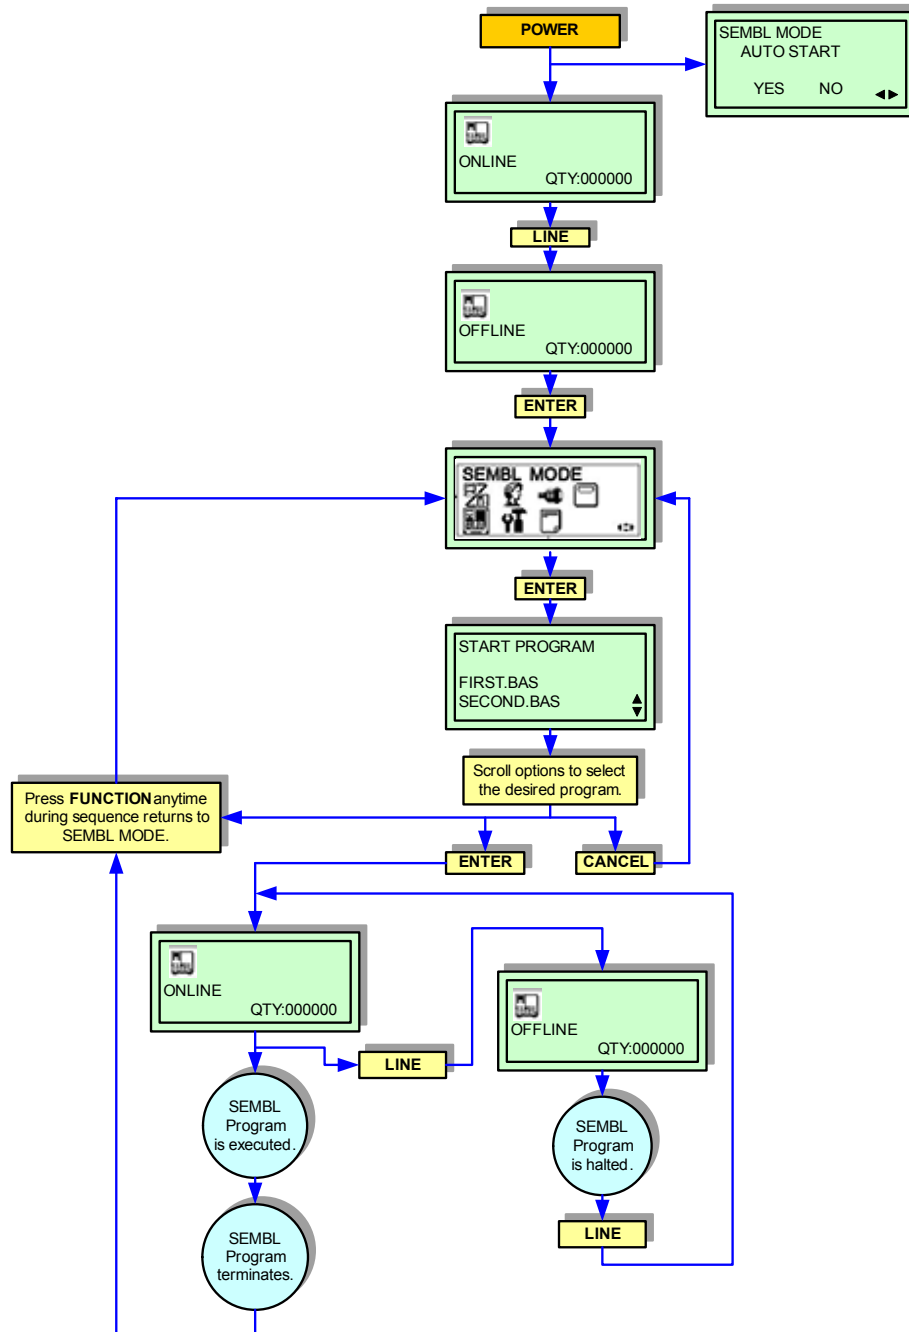 POWER
SEMBL MODE
AUTO START
YES NO
ONLINE
QTY:000000
LINE
OFFLINE
QTY:000000
ENTER
SEMBL MODE
ENTER
START PROGRAM
FIRST.BAS
SECOND.BAS
Scroll options to select
the desired program.
Press FUNCTION anytime
during sequence returns to
SEMBL MODE.
ENTER
CANCEL
ONLINE
QTY:000000
OFFLINE
QTY:000000
LINE
SEMBL
Program
is executed.
SEMBL
Program
is halted.
LINE
SEMBL
Program
terminates.